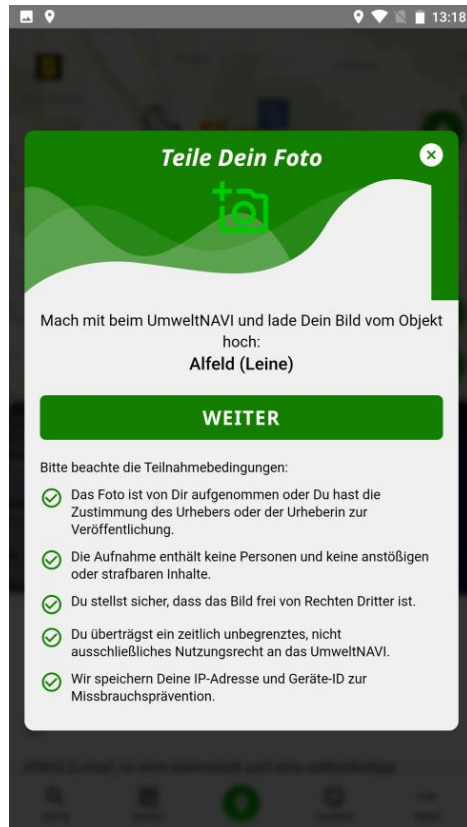 13:18
Teile Dein Foto
Mach mit beim UmweltNAVI und lade Dein Bild vom Objekt
hoch:
Alfeld (Leine)
WEITER
Bitte beachte die Teilnahmebedingungen:
Das Foto ist von Dir aufgenommen oder Du hast die
Zustimmung des Urhebers oder der Urheberin zur
Veröffentlichung.
Die Aufnahme enthält keine Personen und keine anstößigen
oder strafbaren Inhalte.
Du stellst sicher, dass das Bild frei von Rechten Dritter ist.
Du überträgst ein zeitlich unbegrenztes, nicht
ausschließliches Nutzungsrecht an das UmweltNAVI.
Wir speichern Deine IP-Adresse und Geräte-ID zur
Missbrauchsprävention.